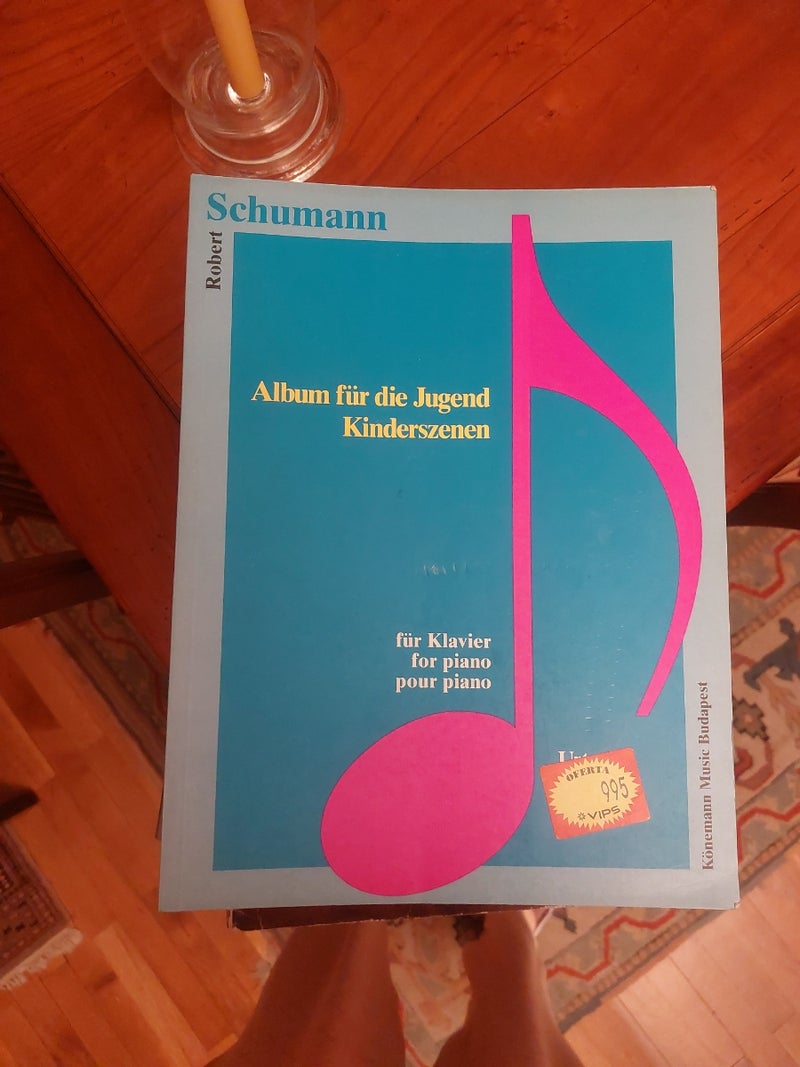 Schumann
Robert
Album für die Jugend
Kinderszenen
für Klavier
for piano
pour piano
OFERTA
995
VIPS
Könemann Music Budapest